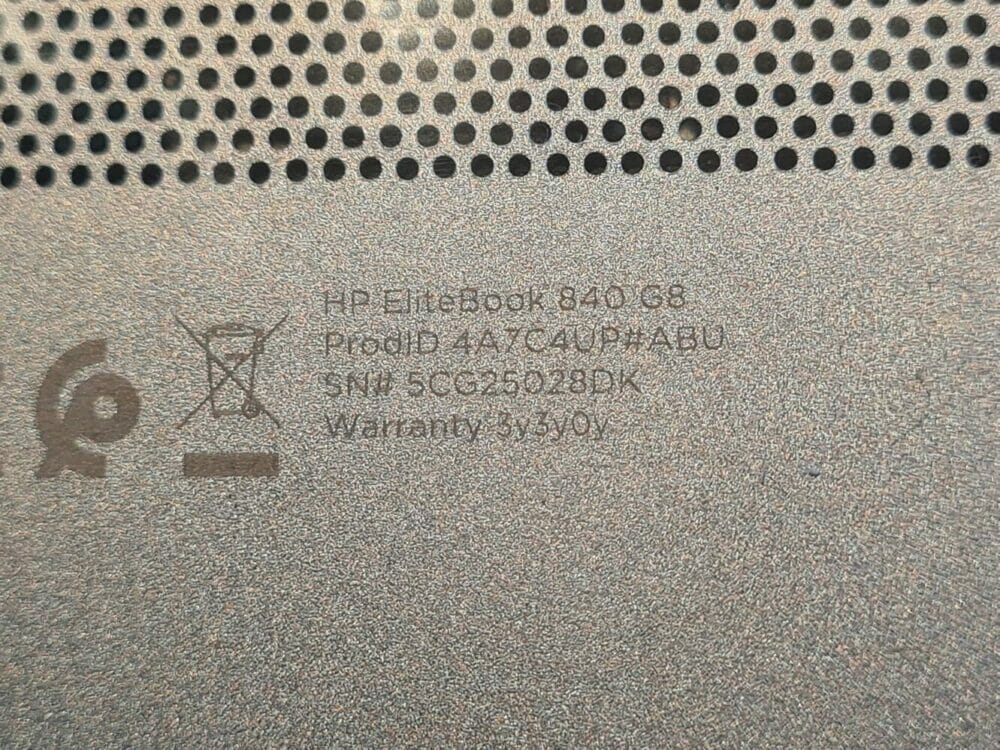 HP EliteBook 840 G8
ProdID 4A7C4UP#ABU
SN# 5CG25028DK
Warranty 3y3y0y